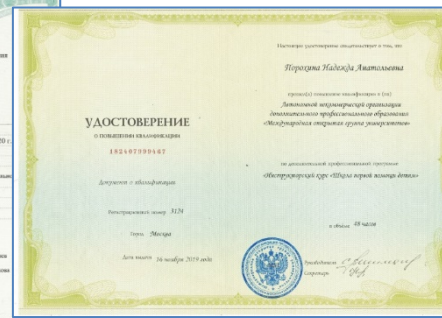 УДОСТОВЕРЕНИЕ
О ПОВЫШЕНИИ КВАЛИФИКАЦИИ
Документ о квалификации
Регистрационный номер 3124
Город Москва
Дата выдачи 16 ноября 2019 года
Настоящее удостоверение свидетельствует о том, что
Порохина Надежда Анатольевна
прошел(а) повышение квалификации в (на)
Автономной некоммерческой организации
дополнительного профессионального образования
«Международная открытая группа университетов»
по дополнительной профессиональной программе
«Инструкторский курс «Школа первой помощи детям»
в объёме 48 часов
Руководитель
Секретарь